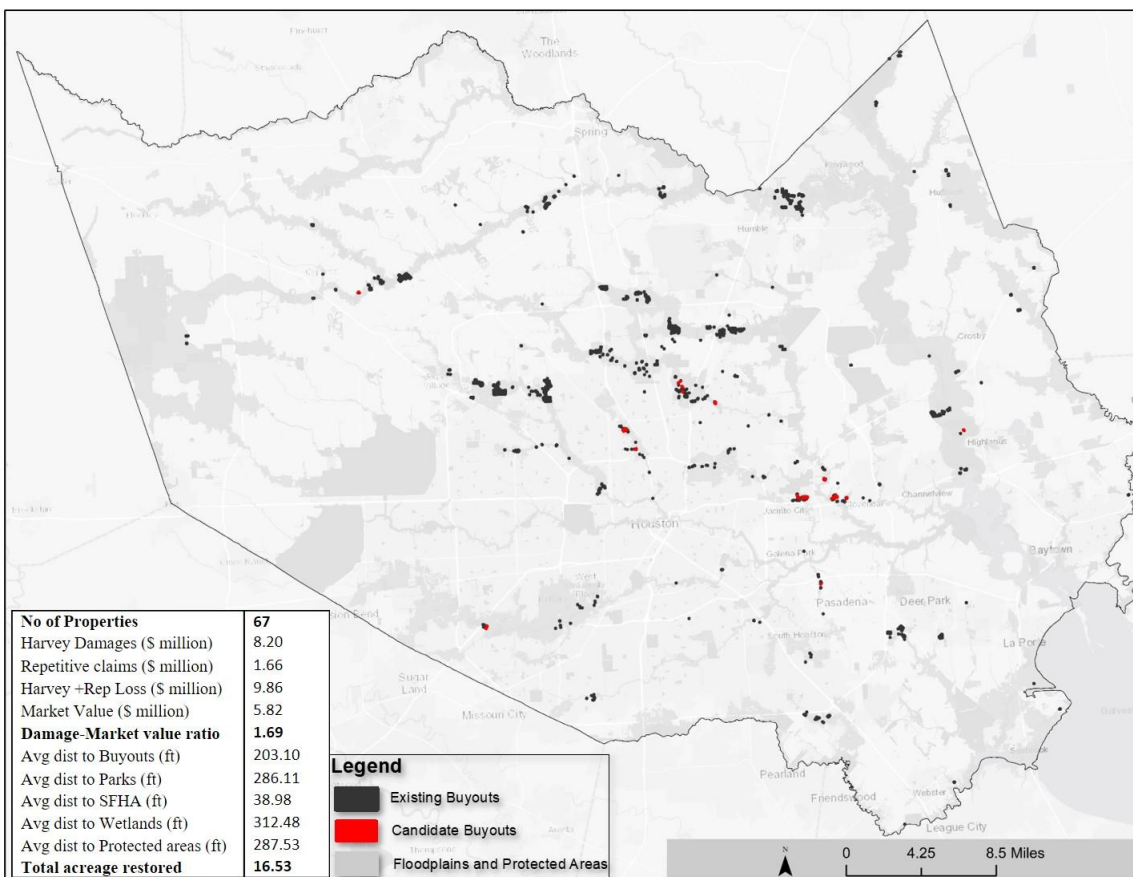 The
Woodlands
Spring
Kingwood
Humble
Crosby
Highlands
Channelview
Cloverleaf
Jacinto City
Houston
Galena Park
Baytown
Pasadena
Deer Park
South Houston
La Porte
Sugar
Land
Missouri City
Pearland
Friendswood
Webster
League City
No of Properties 67
Harvey Damages ($ million) 8.20
Repetitive claims ($ million) 1.66
Harvey +Rep Loss ($ million) 9.86
Market Value ($ million) 5.82
Damage-Market value ratio 1.69
Avg dist to Buyouts (ft) 203.10
Avg dist to Parks (ft) 286.11
Avg dist to SFHA (ft) 38.98
Avg dist to Wetlands (ft) 312.48
Avg dist to Protected areas (ft) 287.53
Total acreage restored 16.53
Legend
Existing Buyouts
Candidate Buyouts
Floodplains and Protected Areas
N
0 4.25 8.5 Miles